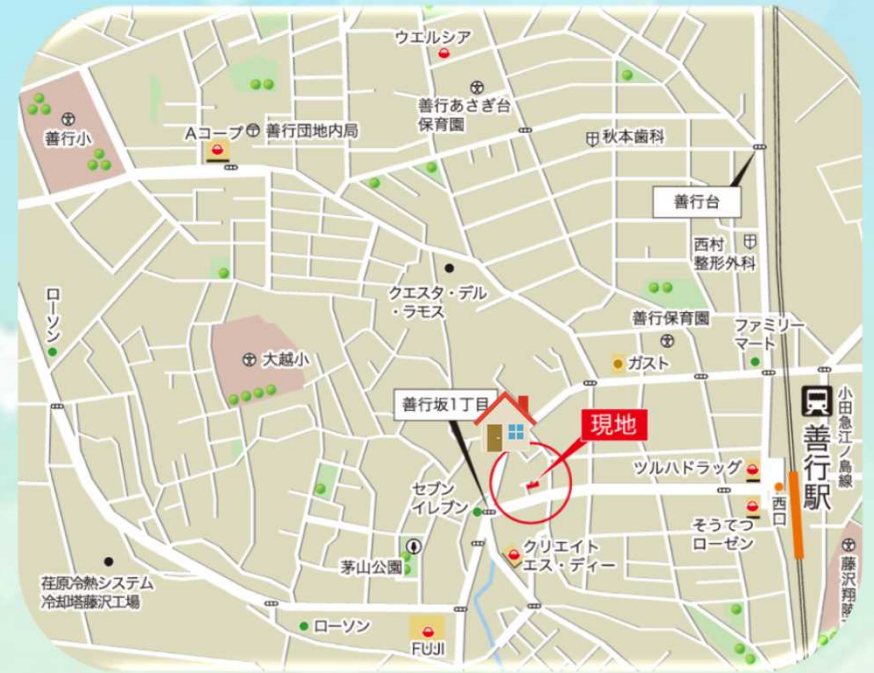 ウエルシア
善行あさぎ台
保育園
善行小
Aコープ
善行団地内局
秋本歯科
善行台
西村
整形外科
クエスタ・デル
・ラモス
ローソン
善行保育園
ファミリー
マート
大越小
ガスト
善行坂1丁目
現地
小田急江ノ島線
善行駅
ツルハドラッグ
セブン
イレブン
西口
そうてつ
ローゼン
クリエイト
エス・ディー
茅山公園
荏原冷熱システム
冷却塔藤沢工場
ローソン
FUJI
藤沢翔陵